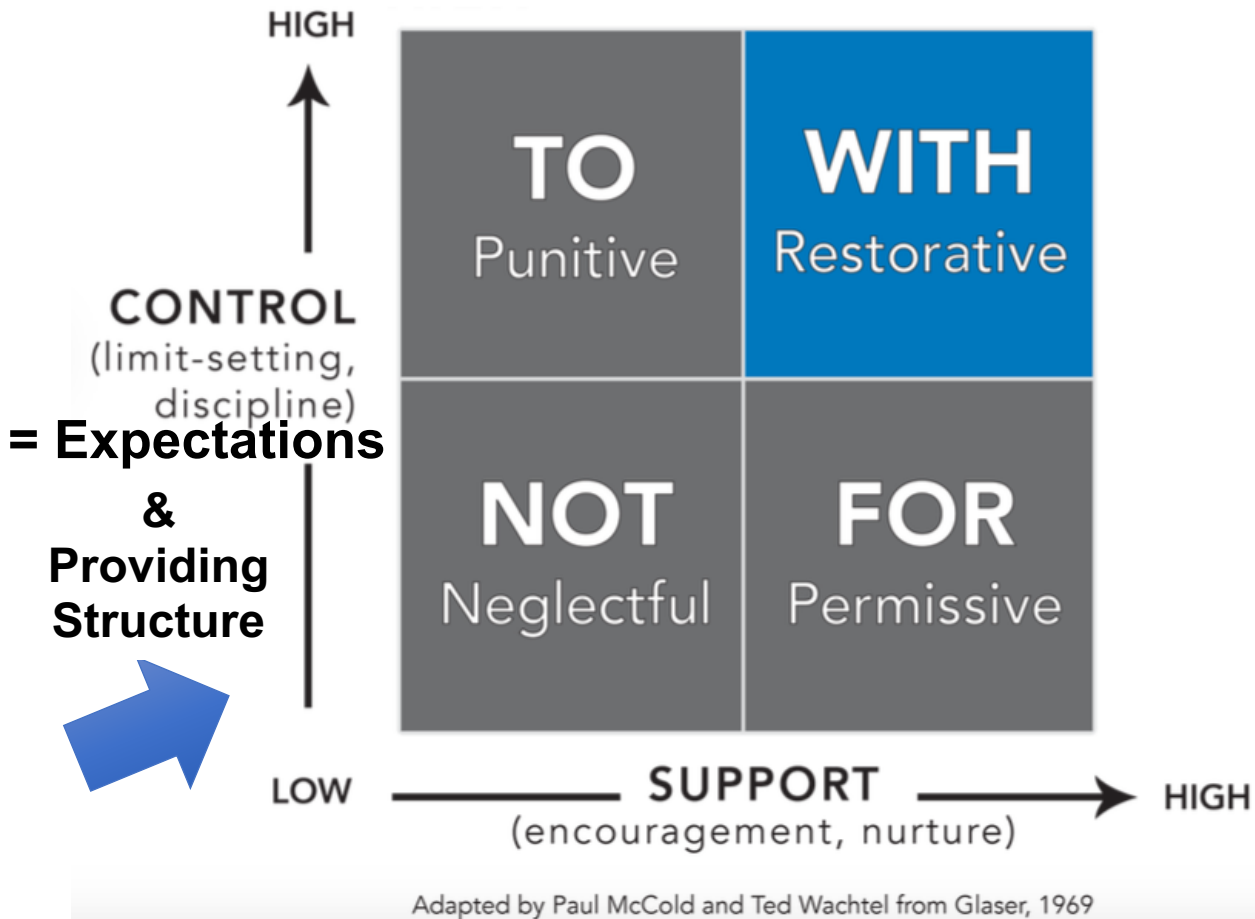 HIGH
TO
Punitive
WITH
Restorative
CONTROL
(limit-setting,
discipline)
= Expectations
&
Providing
Structure
NOT
Neglectful
FOR
Permissive
LOW
SUPPORT
(encouragement, nurture)
HIGH
Adapted by Paul McCold and Ted Wachtel from Glaser, 1969